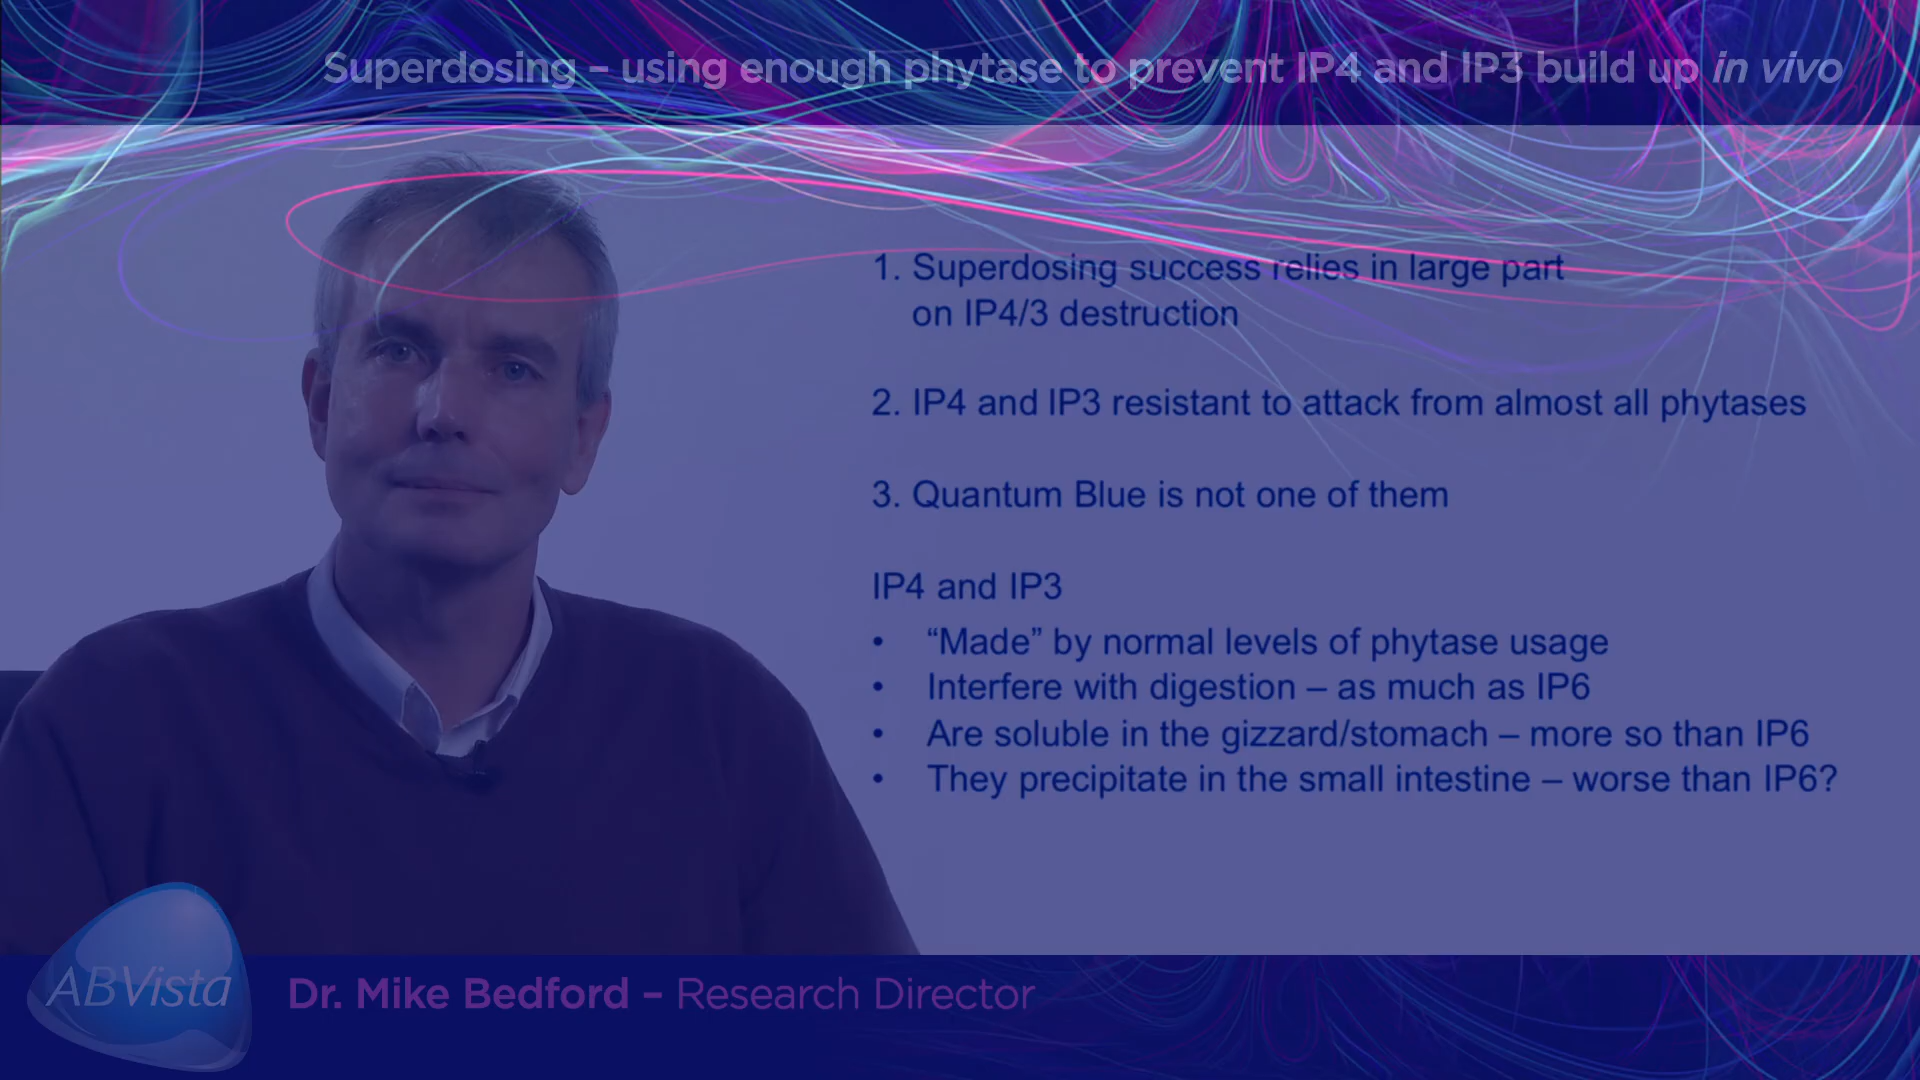 Superdosing – using enough phytase to prevent IP4 and IP3 build up in vivo
1. Superdosing success relies in large part
on IP4/3 destruction
2. IP4 and IP3 resistant to attack from almost all phytases
3. Quantum Blue is not one of them
IP4 and IP3
• “Made” by normal levels of phytase usage
• Interfere with digestion – as much as IP6
• Are soluble in the gizzard/stomach – more so than IP6
• They precipitate in the small intestine – worse than IP6?
ABVista
Dr. Mike Bedford – Research Director